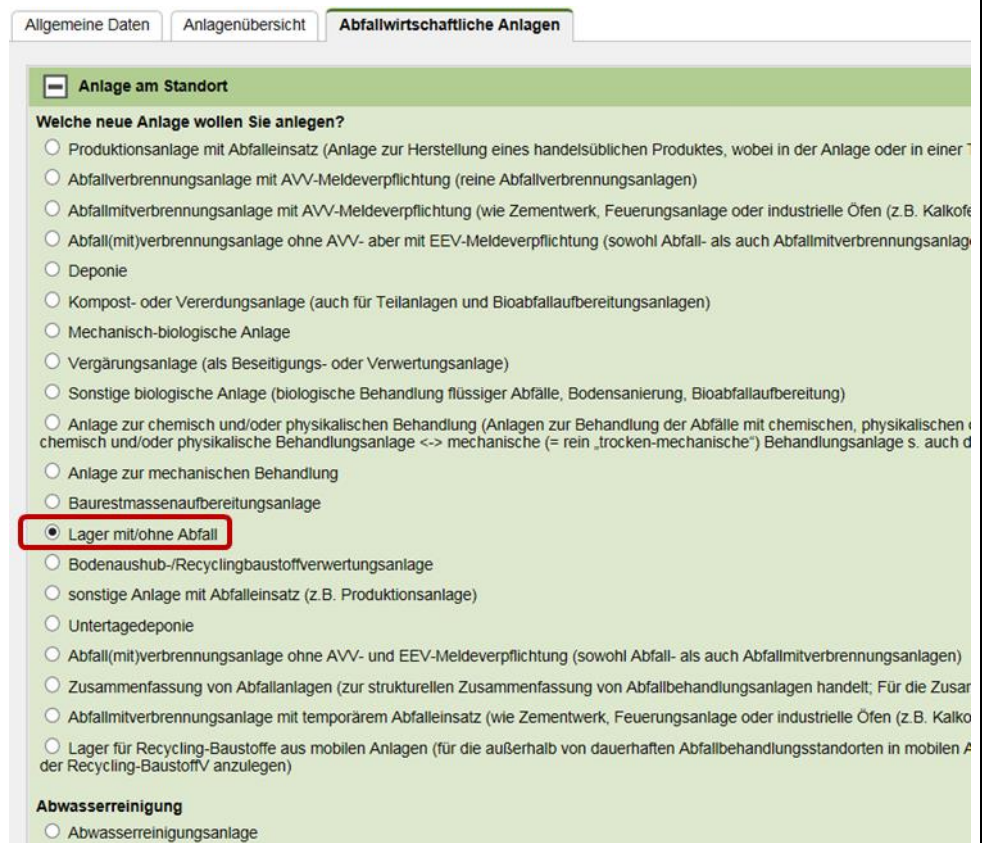 Allgemeine Daten Anlagenübersicht Abfallwirtschaftliche Anlagen
Anlage am Standort
Welche neue Anlage wollen Sie anlegen?
Produktionsanlage mit Abfalleinsatz (Anlage zur Herstellung eines handelsüblichen Produktes, wobei in der Anlage oder in einer
Abfallverbrennungsanlage mit AVV-Meldeverpflichtung (reine Abfallverbrennungsanlagen)
Abfallmitverbrennungsanlage mit AVV-Meldeverpflichtung (wie Zementwerk, Feuerungsanlage oder industrielle Öfen (z.B. Kalkofe
Abfall(mit)verbrennungsanlage ohne AVV- aber mit EEV-Meldeverpflichtung (sowohl Abfall- als auch Abfallmitverbrennungsanlag
Deponie
Kompost- oder Vererdungsanlage (auch für Teilanlagen und Bioabfallaufbereitungsanlagen)
Mechanisch-biologische Anlage
Vergärungsanlage (als Beseitigungs- oder Verwertungsanlage)
Sonstige biologische Anlage (biologische Behandlung flüssiger Abfälle, Bodensanierung, Bioabfallaufbereitung)
Anlage zur chemisch und/oder physikalischen Behandlung (Anlagen zur Behandlung der Abfälle mit chemischen, physikalischen
chemisch und/oder physikalische Behandlungsanlage <-> mechanische (= rein „trocken-mechanische“) Behandlungsanlage s. auch d
Anlage zur mechanischen Behandlung
Baurestmassenaufbereitungsanlage
Lager mit/ohne Abfall
Bodenaushub-/Recyclingbaustoffverwertungsanlage
sonstige Anlage mit Abfalleinsatz (z.B. Produktionsanlage)
Untertagedeponie
Abfall(mit)verbrennungsanlage ohne AVV- und EEV-Meldeverpflichtung (sowohl Abfall- als auch Abfallmitverbrennungsanlagen)
Zusammenfassung von Abfallanlagen (zur strukturellen Zusammenfassung von Abfallbehandlungsanlagen handelt; Für die Zusar
Abfallmitverbrennungsanlage mit temporärem Abfalleinsatz (wie Zementwerk, Feuerungsanlage oder industrielle Öfen (z.B. Kalko
Lager für Recycling-Baustoffe aus mobilen Anlagen (für die außerhalb von dauerhaften Abfallbehandlungsstandorten in mobilen A
der Recycling-BaustoffV anzulegen)
Abwasserreinigung
Abwasserreinigungsanlage